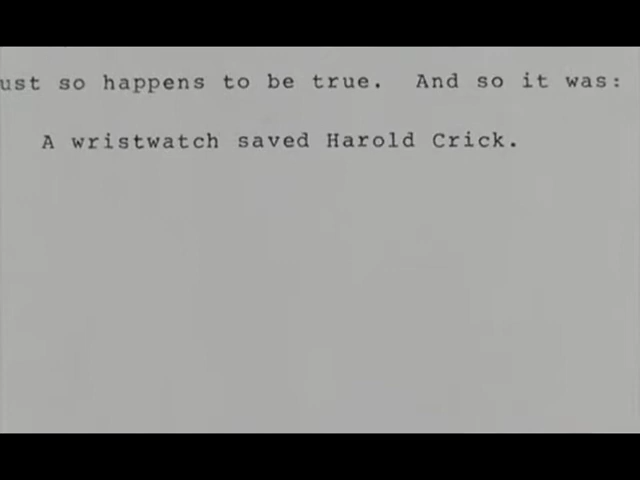 ust so happens to be true. And so it was:
A wristwatch saved Harold Crick.